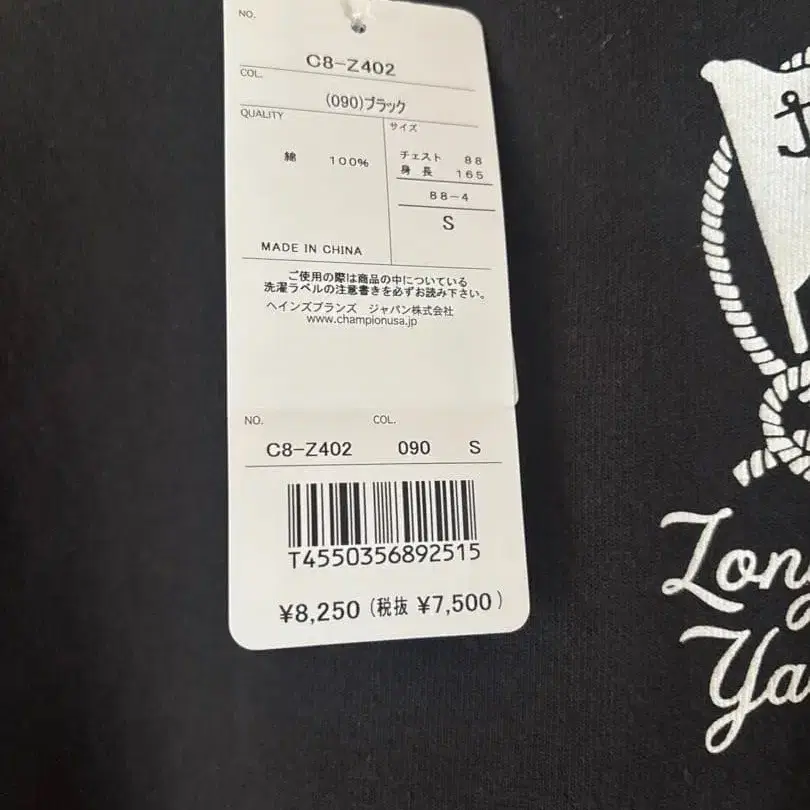 NO.
C8-Z402
COL.
(090)ブラック
QUALITY
サイズ
綿 100%
チェスト 88
身長 165
88-4
S
MADE IN CHINA
ご使用の際は商品の中についている
洗濯ラベルの注意書きを必ずお読み下さい。
ヘインズブランズ ジャパン株式会社
www.championusa.jp
NO. COL.
C8-Z402 090 S
T4550356892515
¥8,250 (税抜 ¥7,500)